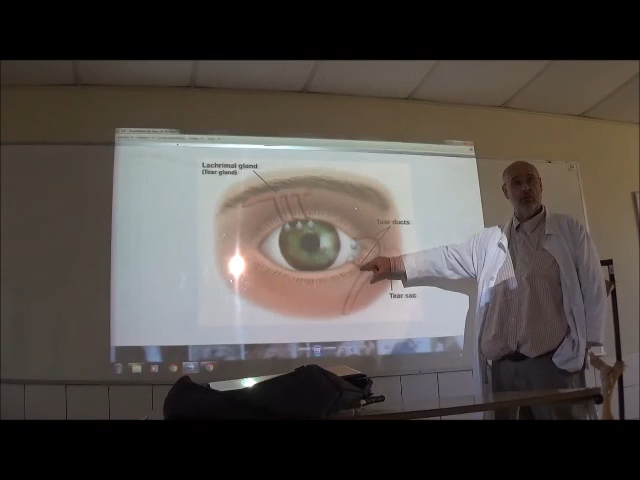 Lachrimal gland
(Tear gland)
Tear ducts
Tear sac